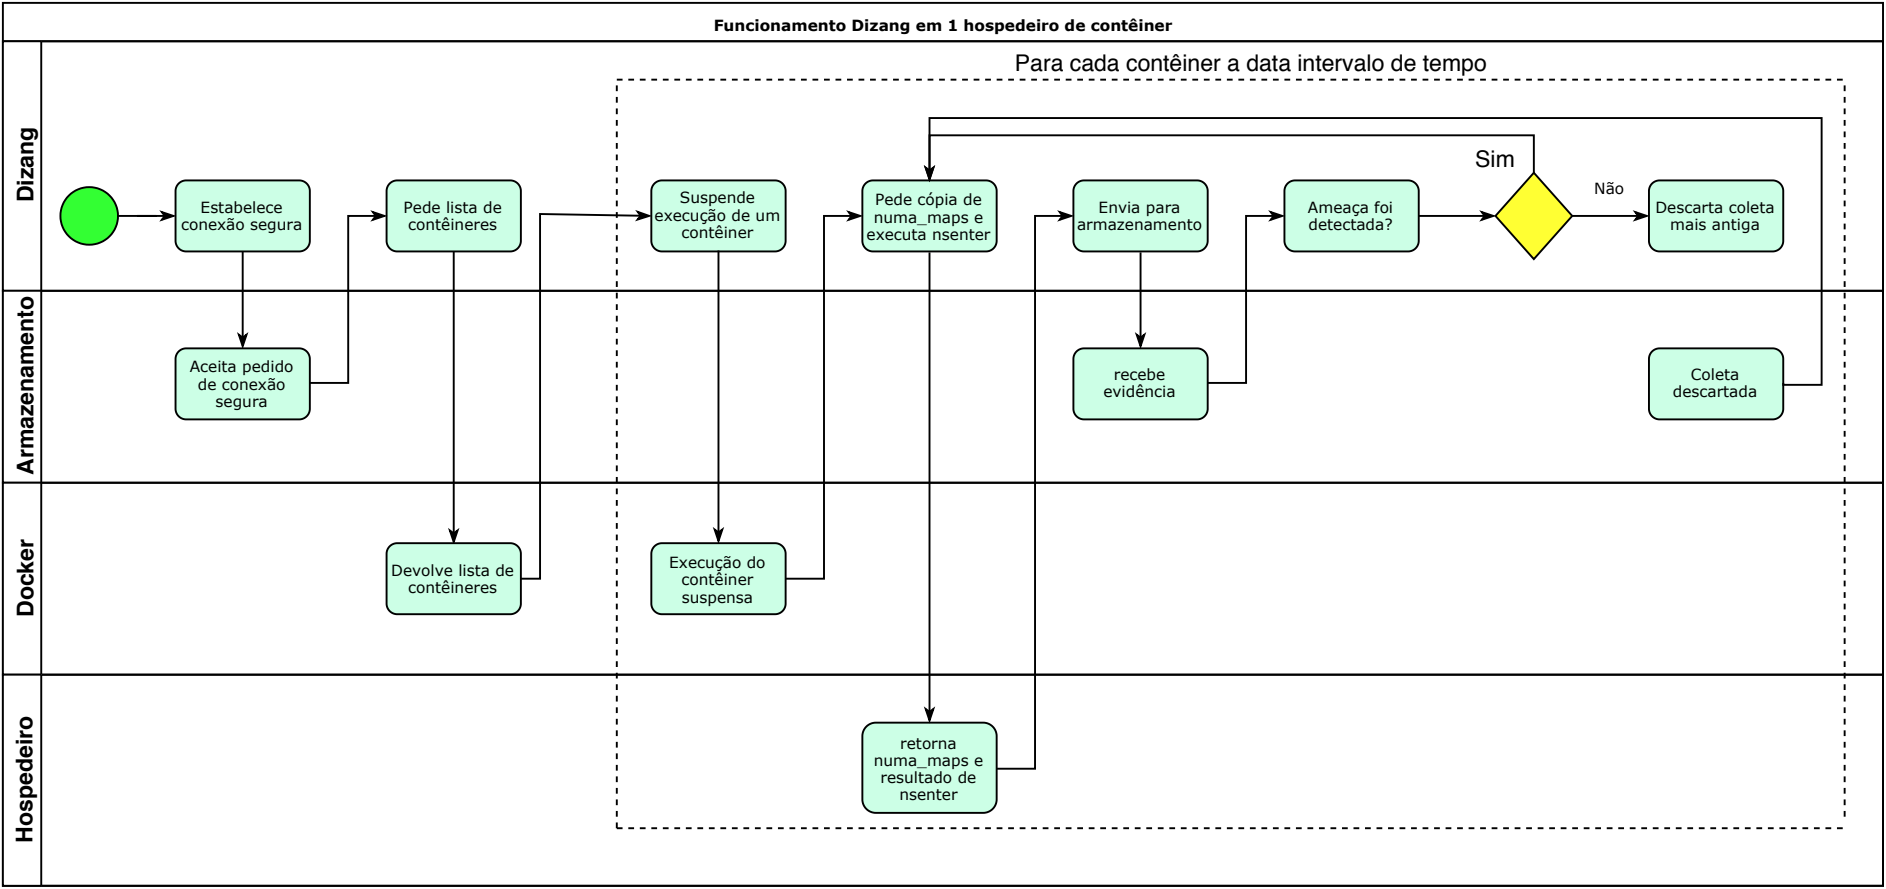 Funcionamento Dizang em 1 hospedeiro de contêiner
Para cada contêiner a data intervalo de tempo
Dizang
Estabelece
conexão segura
Pede lista de
contêineres
Suspende
execução de um
contêiner
Pede cópia de
numa_maps e
executa nsenter
Envia para
armazenamento
Ameaça foi
detectada?
Sim
Não
Descarta coleta
mais antiga
Armazenamento
Aceita pedido
de conexão
segura
recebe
evidência
Coleta
descartada
Docker
Devolve lista de
contêineres
Execução do
contêiner
suspensa
Hospedeiro
retorna
numa_maps e
resultado de
nsenter